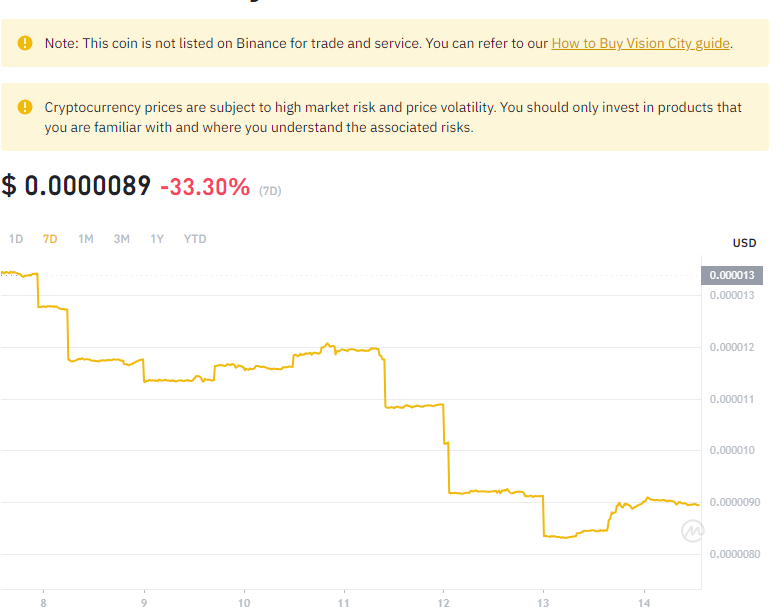 Note: This coin is not listed on Binance for trade and service. You can refer to our How to Buy Vision City guide.
Cryptocurrency prices are subject to high market risk and price volatility. You should only invest in products that
you are familiar with and where you understand the associated risks.
$ 0.0000089 -33.30% (7D)
1D 7D 1M 3M 1Y YTD
USD
0.000013
0.000013
0.000012
0.000011
0.000010
0.0000090
0.0000080
8 9 10 11 12 13 14